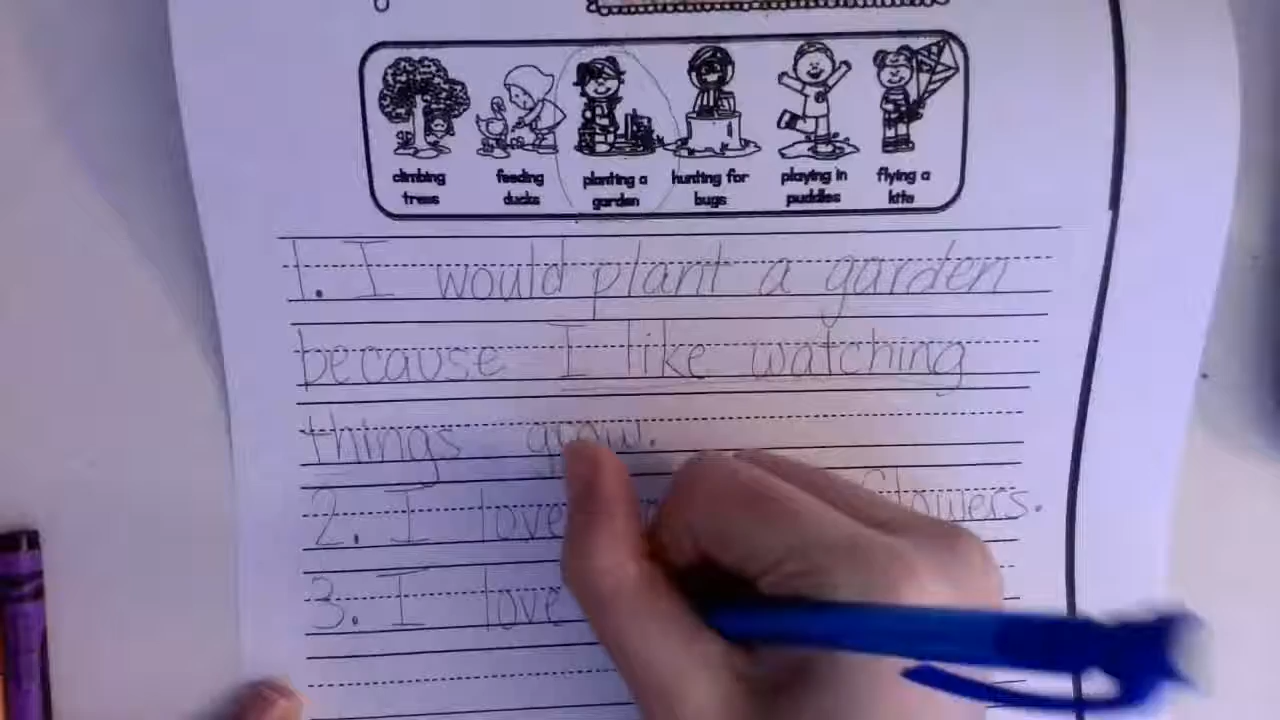 climbing trees
feeding ducks
planting a garden
hunting for bugs
playing in puddles
flying a kite
1. I would plant a garden
because I like watching
things grow.
2. I love flowers.
3. I love